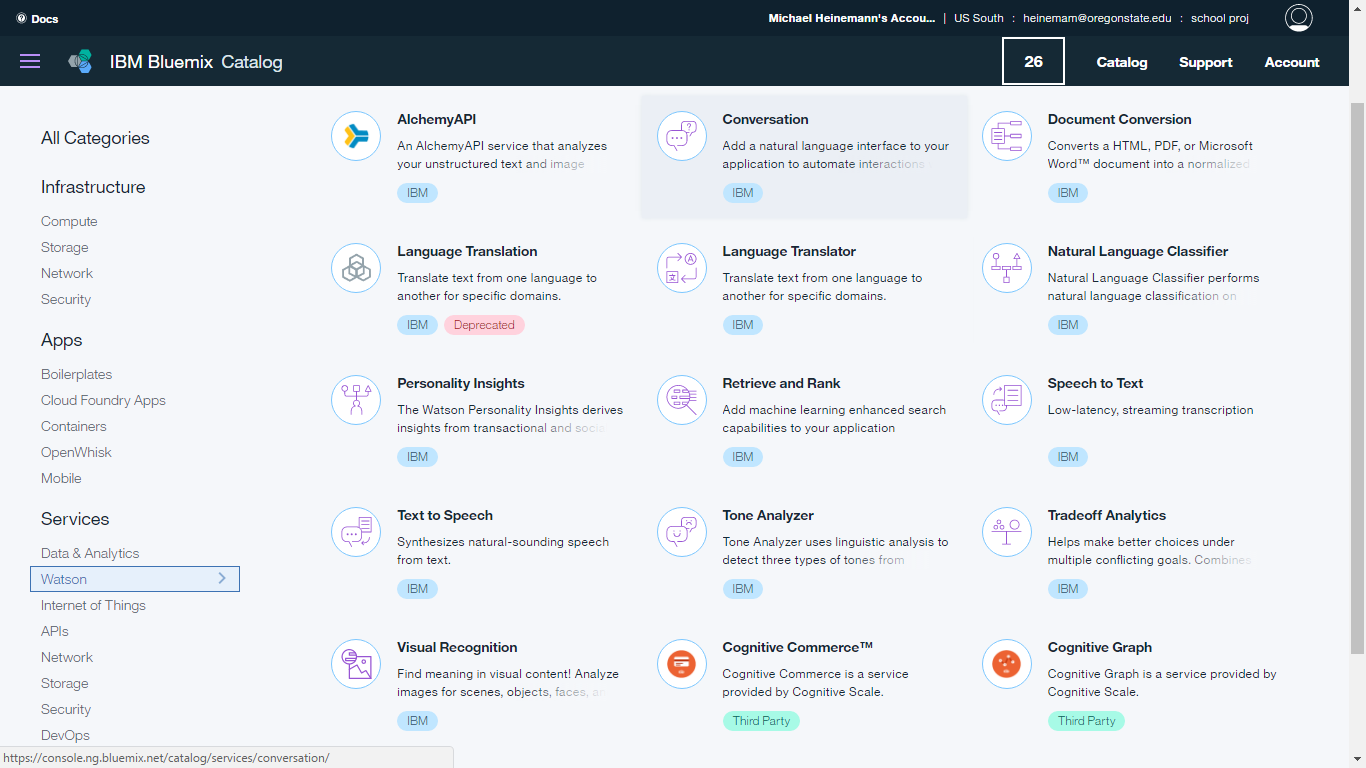 Docs
Michael Heinemann's Accou... | US South : heinemam@oregonstate.edu : school proj
IBM Bluemix Catalog
26
Catalog
Support
Account
All Categories
Infrastructure
Compute
Storage
Network
Security
Apps
Boilerplates
Cloud Foundry Apps
Containers
OpenWhisk
Mobile
Services
Data & Analytics
Watson
Internet of Things
APIs
Network
Storage
Security
DevOps
AlchemyAPI
An AlchemyAPI service that analyzes
your unstructured text and image
IBM
Conversation
Add a natural language interface to your
application to automate interactions
IBM
Document Conversion
Converts a HTML, PDF, or Microsoft
Word™ document into a normalized
IBM
Language Translation
Translate text from one language to
another for specific domains.
IBM
Deprecated
Language Translator
Translate text from one language to
another for specific domains.
IBM
Natural Language Classifier
Natural Language Classifier performs
natural language classification on
IBM
Personality Insights
The Watson Personality Insights derives
insights from transactional and
IBM
Retrieve and Rank
Add machine learning enhanced search
capabilities to your application
IBM
Speech to Text
Low-latency, streaming transcription
IBM
Text to Speech
Synthesizes natural-sounding speech
from text.
IBM
Tone Analyzer
Tone Analyzer uses linguistic analysis to
detect three types of tones from
IBM
Tradeoff Analytics
Helps make better choices under
multiple conflicting goals. Combines
IBM
Visual Recognition
Find meaning in visual content! Analyze
images for scenes, objects, faces,
IBM
Cognitive Commerce™
Cognitive Commerce is a service
provided by Cognitive Scale.
Third Party
Cognitive Graph
Cognitive Graph is a service provided by
Cognitive Scale.
Third Party
https://console.ng.bluemix.net/catalog/services/conversation/